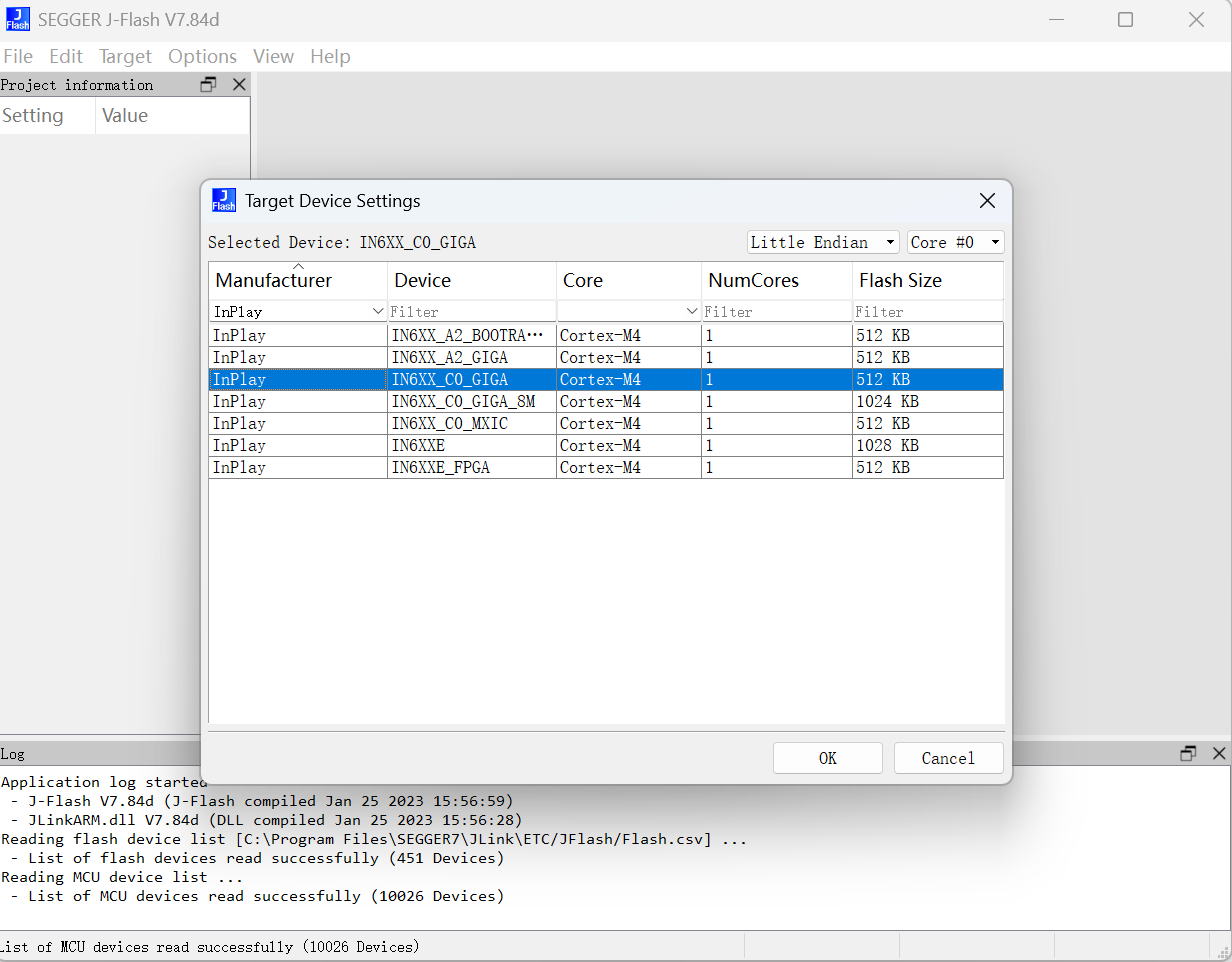 J Flash SEGGER J-Flash V7.84d
File Edit Target Options View Help
Project information
Setting Value
J Flash Target Device Settings
Selected Device: IN6XX_C0_GIGA Little Endian Core #0
Manufacturer Device Core NumCores Flash Size
InPlay Filter Filter Filter
InPlay IN6XX_A2_BOOTRA··· Cortex-M4 1 512 KB
InPlay IN6XX_A2_GIGA Cortex-M4 1 512 KB
InPlay IN6XX_C0_GIGA Cortex-M4 1 512 KB
InPlay IN6XX_C0_GIGA_8M Cortex-M4 1 1024 KB
InPlay IN6XX_C0_MXIC Cortex-M4 1 512 KB
InPlay IN6XXE Cortex-M4 1 1028 KB
InPlay IN6XXE_FPGA Cortex-M4 1 512 KB
OK Cancel
Log
Application log started
- J-Flash V7.84d (J-Flash compiled Jan 25 2023 15:56:59)
- JLinkARM.dll V7.84d (DLL compiled Jan 25 2023 15:56:28)
Reading flash device list [C:\Program Files\SEGGER7\JLink\ETC/JFlash/Flash.csv] ...
- List of flash devices read successfully (451 Devices)
Reading MCU device list ...
- List of MCU devices read successfully (10026 Devices)
List of MCU devices read successfully (10026 Devices)